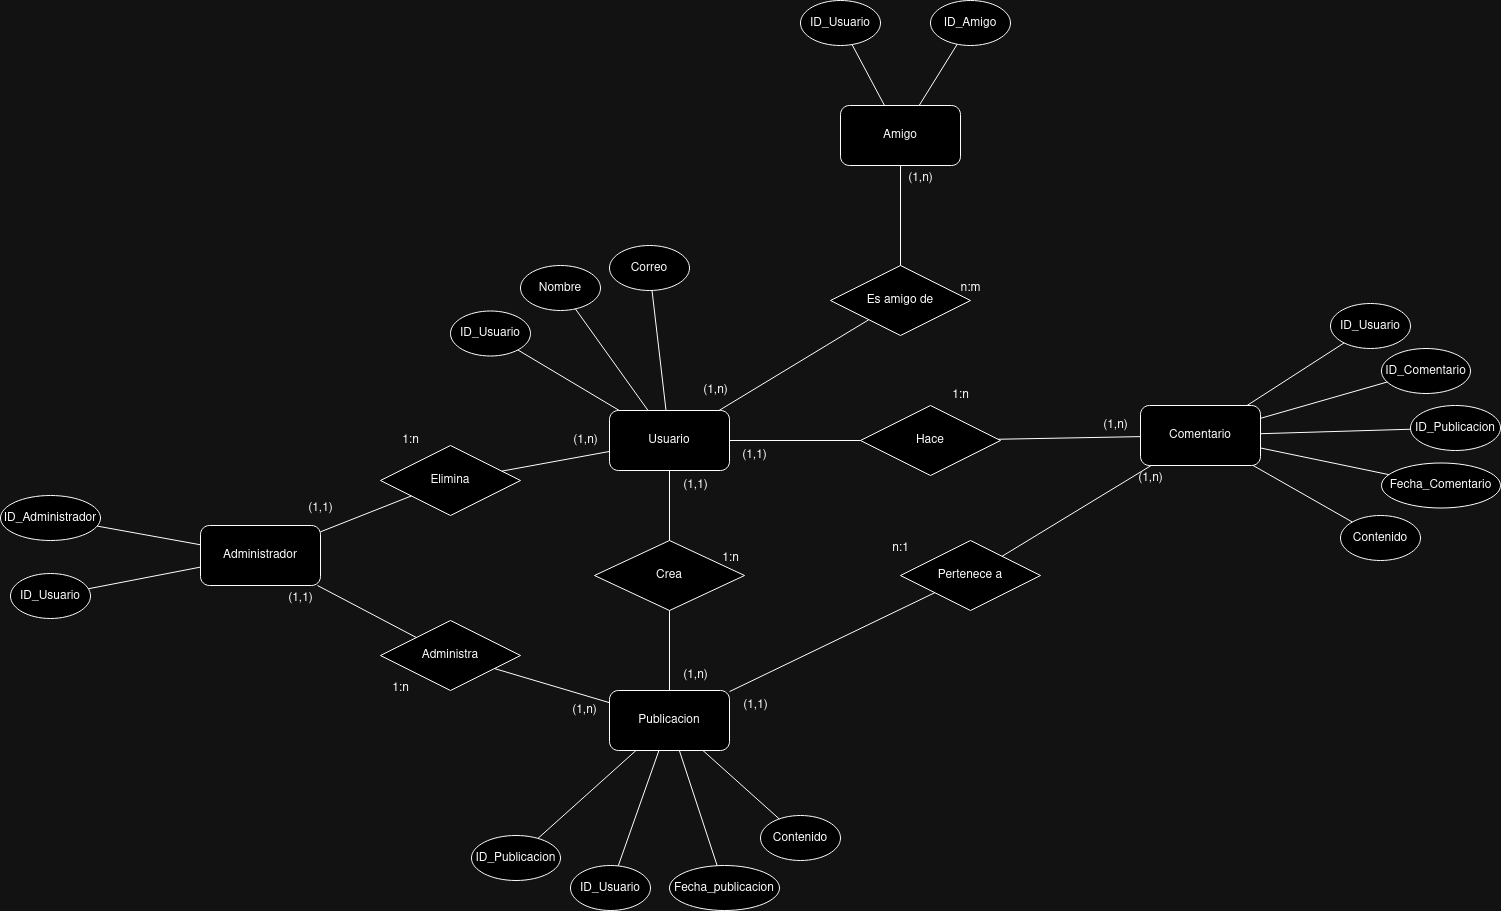 ID_Usuario
ID_Amigo
Amigo
(1,n)
Es amigo de
n:m
Correo
Nombre
ID_Usuario
(1,n)
Usuario
(1,n)
(1,1)
(1,1)
1:n
Hace
(1,n)
Comentario
(1,n)
ID_Usuario
ID_Comentario
ID_Publicacion
Fecha_Comentario
Contenido
1:n
Elimina
(1,1)
ID_Administrador
Administrador
ID_Usuario
(1,1)
Administra
1:n
(1,n)
Crea
1:n
(1,n)
n:1
Pertenece a
(1,1)
Publicacion
ID_Publicacion
ID_Usuario
Fecha_publicacion
Contenido